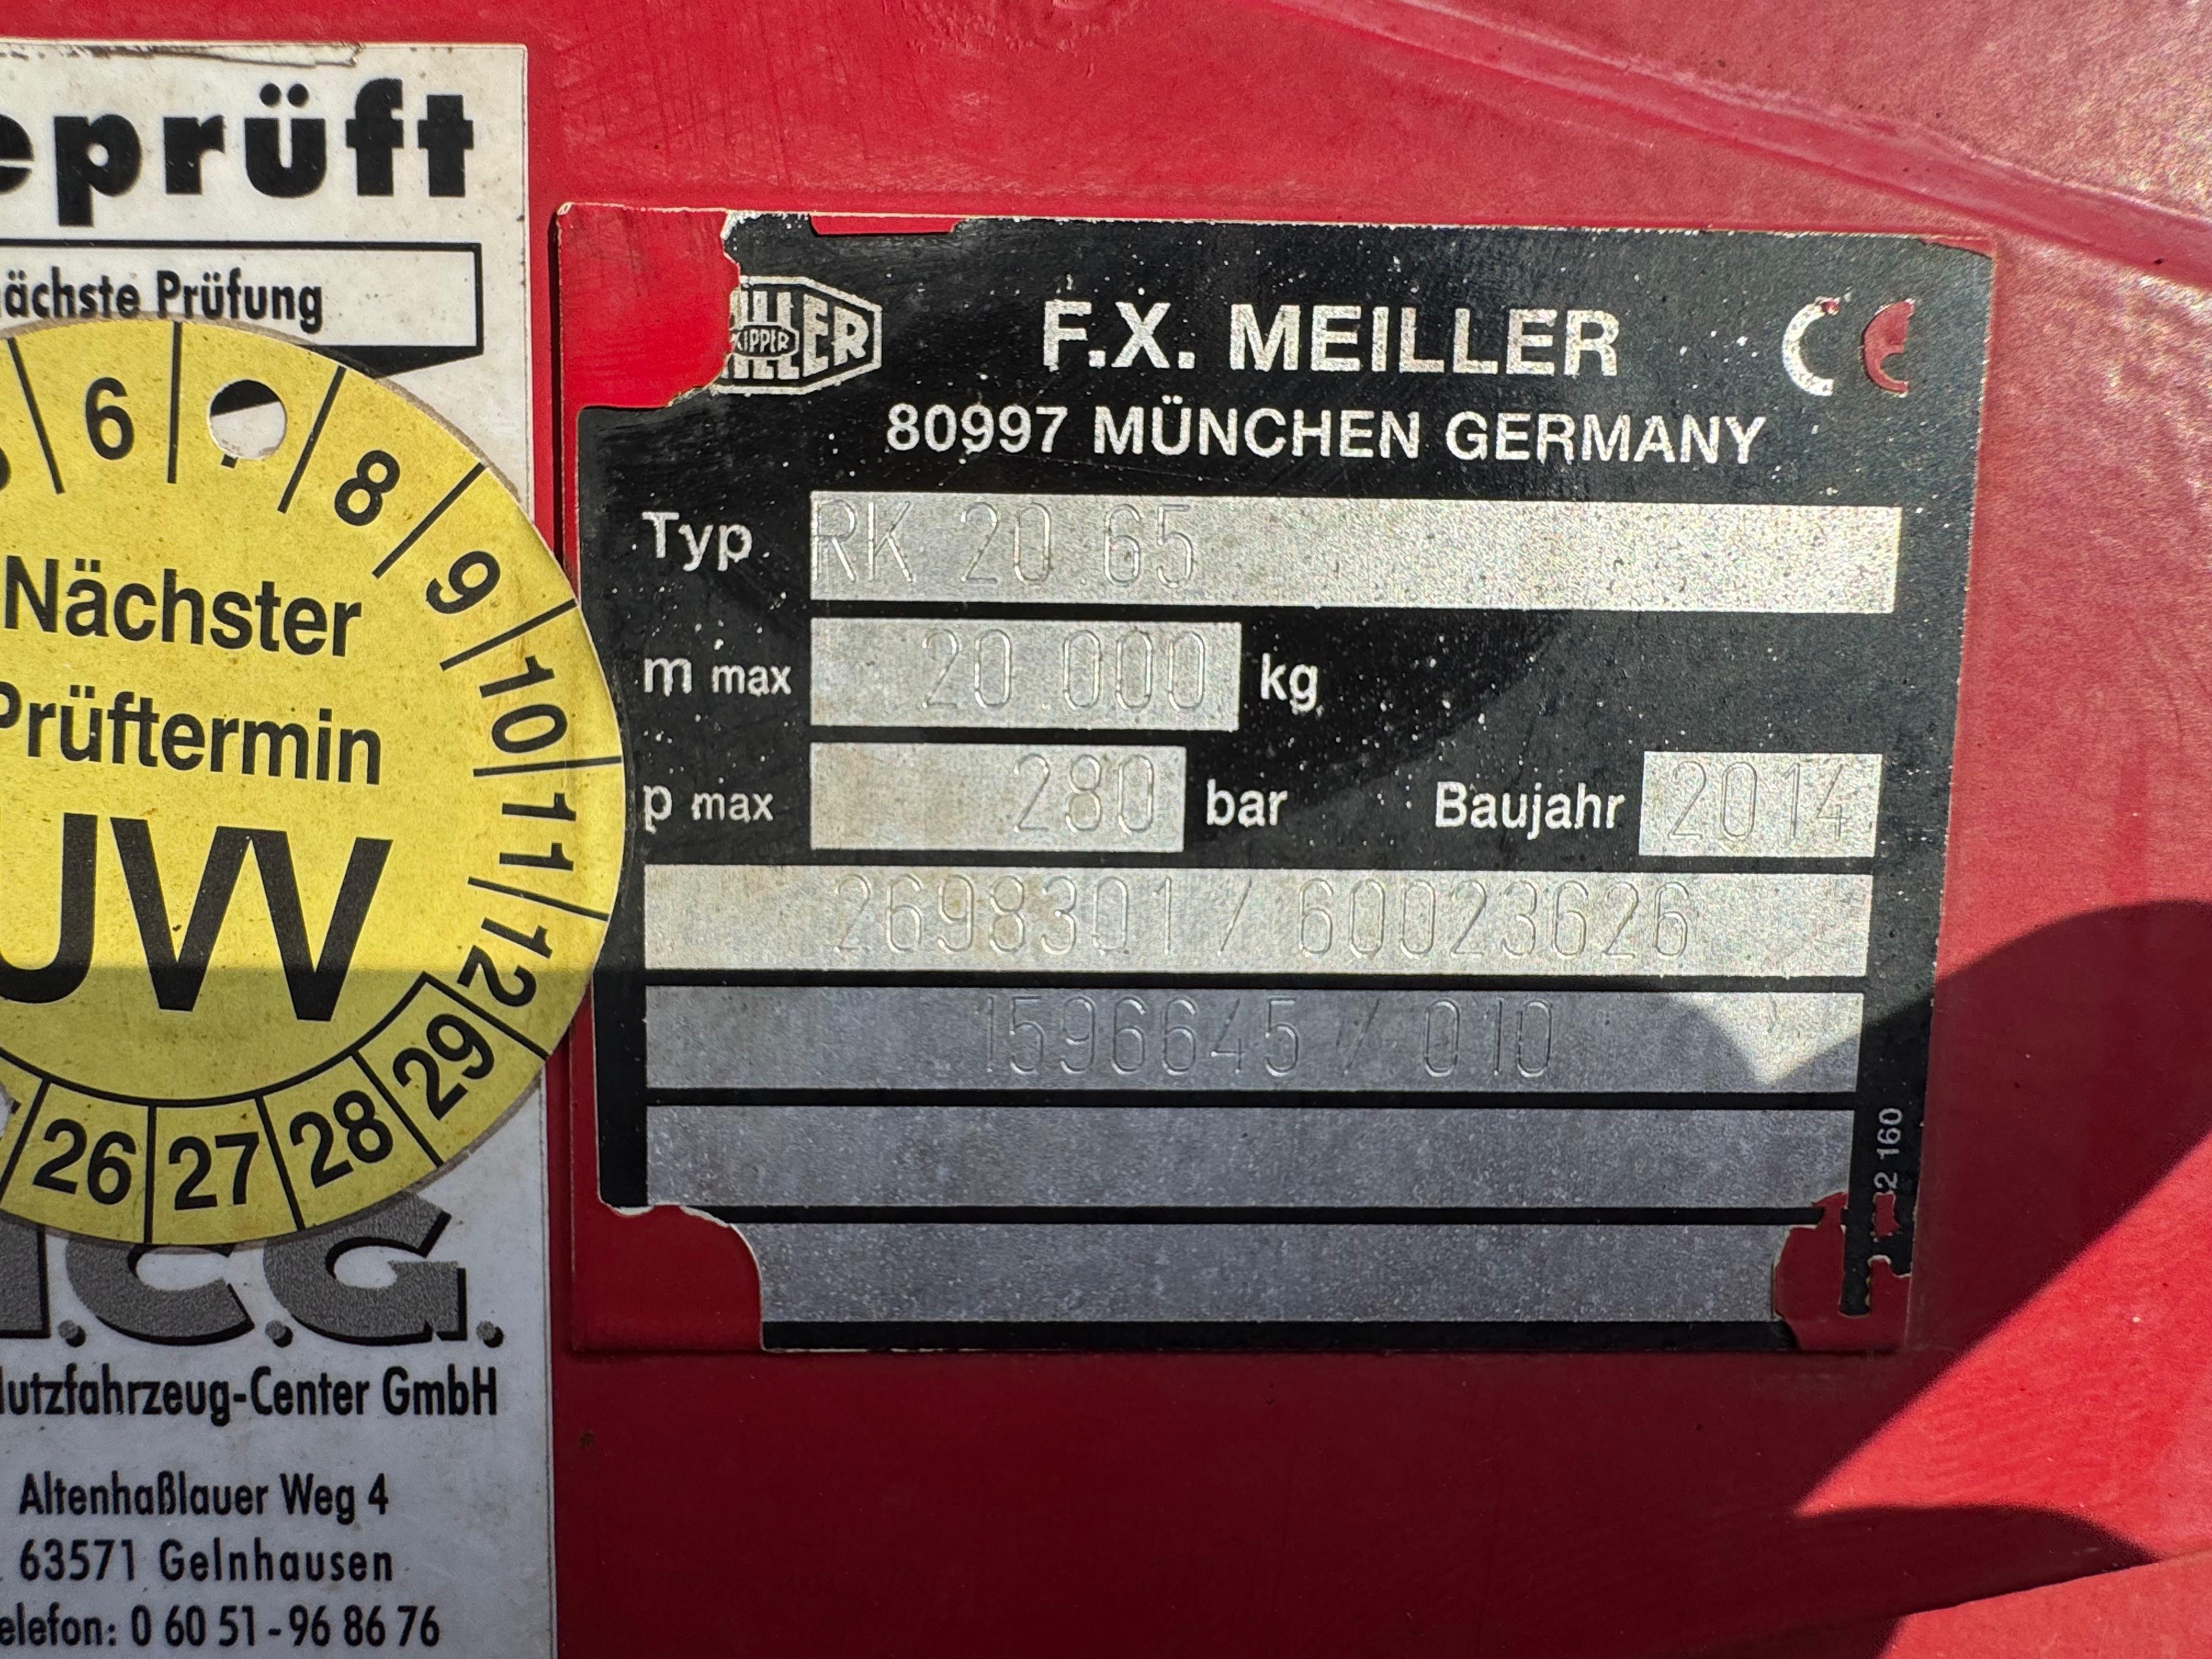 eprüft
ächste Prüfung
6
8
9
10
11
12
Nächster
Prüftermin
UVV
26
27
28
29
.C.G.
utzfahrzeug-Center GmbH
Altenhaßlauer Weg 4
63571 Gelnhausen
elefon: 0 60 51 - 96 86 76
KIPPER
F.X. MEILLER
CE
80997 MÜNCHEN GERMANY
Typ RK 20.65
m max 20.000 kg
p max 280 bar Baujahr 2014
2698301 / 60023626
1596645 / 010
2 160